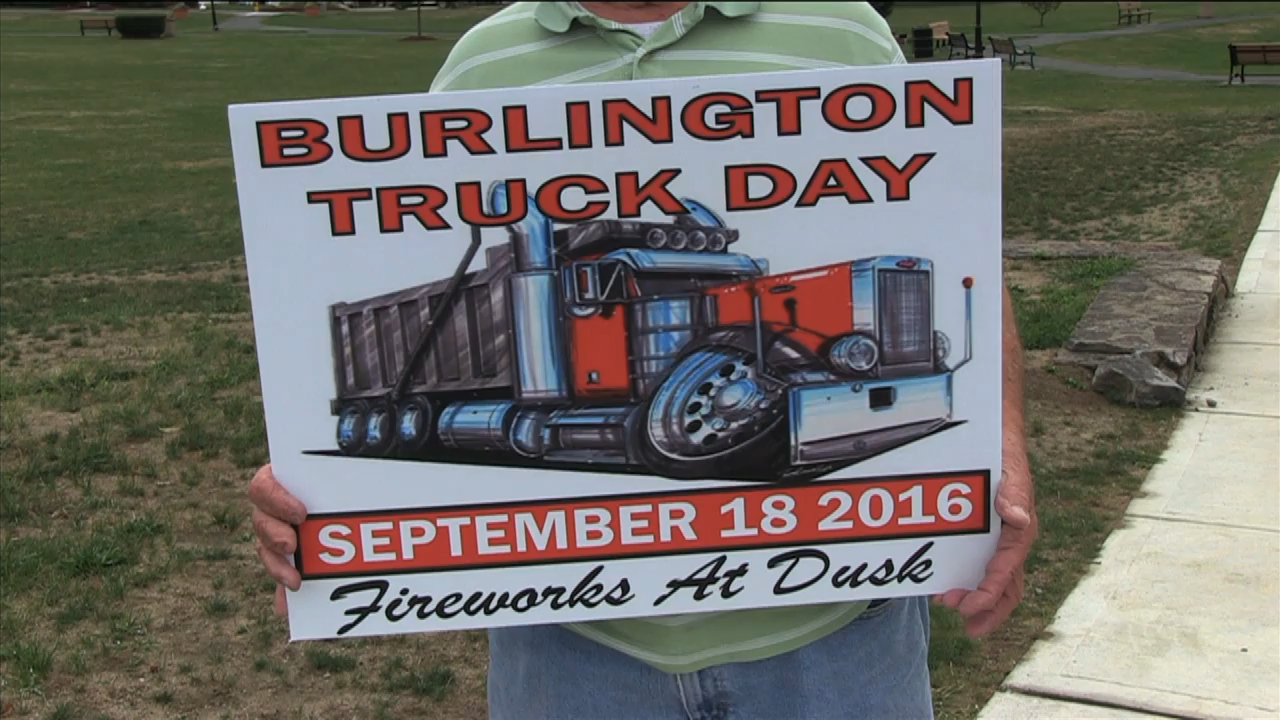 BURLINGTON
TRUCK DAY
SEPTEMBER 18 2016
Fireworks At Dusk